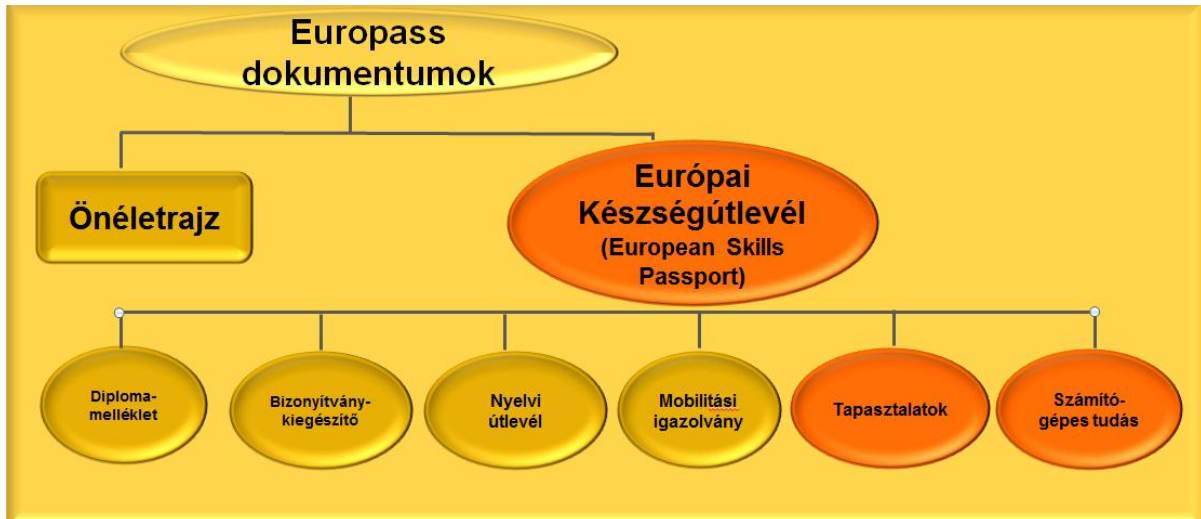 Europass
dokumentumok
Önéletrajz
Európai
Készségútlevél
(European Skills
Passport)
Diploma-
melléklet
Bizonyítvány-
kiegészítő
Nyelvi
útlevél
Mobilitási
igazolvány
Tapasztalatok
Számító-
gépes tudás